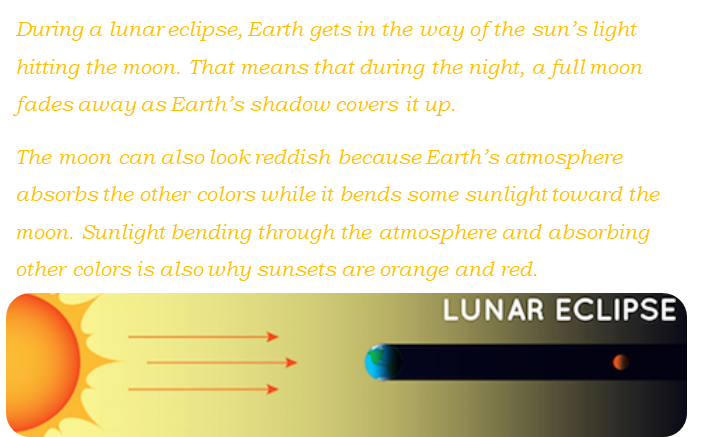 During a lunar eclipse, Earth gets in the way of the sun's light
hitting the moon. That means that during the night, a full moon
fades away as Earth's shadow covers it up.
The moon can also look reddish because Earth's atmosphere
absorbs the other colors while it bends some sunlight toward the
moon. Sunlight bending through the atmosphere and absorbing
other colors is also why sunsets are orange and red.
LUNAR ECLIPSE